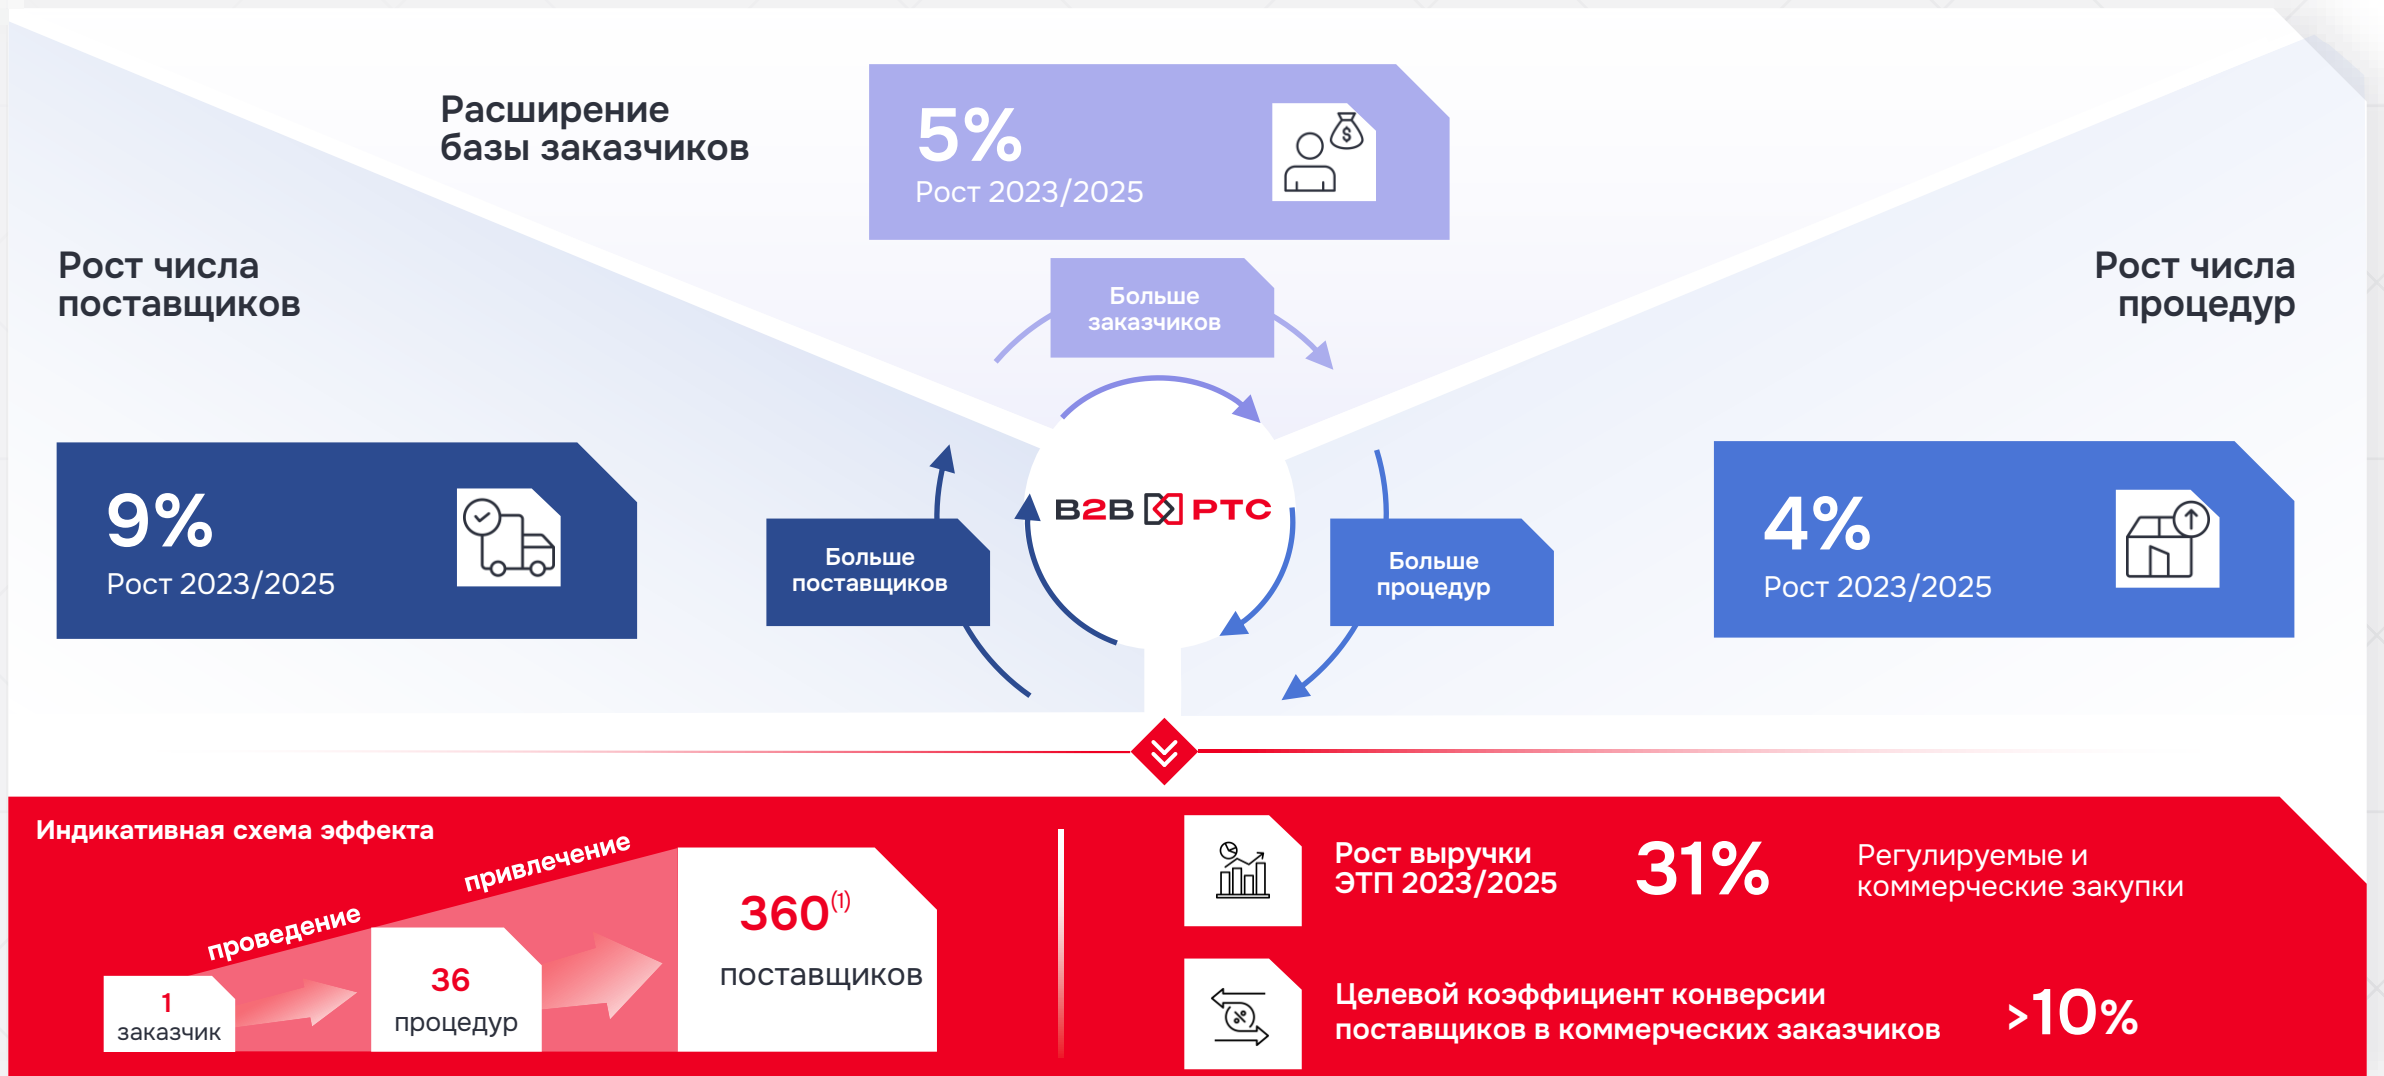 Расширение
базы заказчиков
5%
Рост 2023/2025
Рост числа
поставщиков
Рост числа
процедур
Больше
заказчиков
9%
Рост 2023/2025
Больше
поставщиков
B2B РТС
Больше
процедур
4%
Рост 2023/2025
Индикативная схема эффекта
проведение
привлечение
1
заказчик
36
процедур
360(1)
поставщиков
Рост выручки
ЭТП 2023/2025
31%
Регулируемые и
коммерческие закупки
Целевой коэффициент конверсии
поставщиков в коммерческих заказчиков
>10%